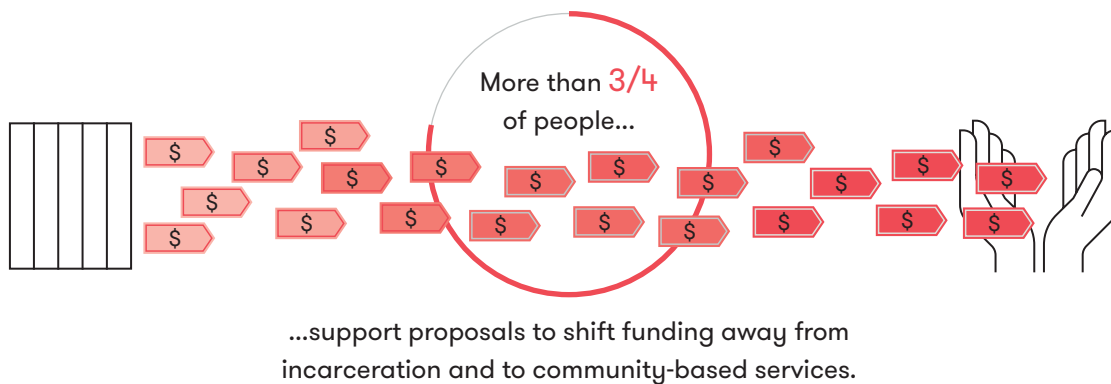 More than 3/4
of people...
$ $ $ $ $ $ $ $ $ $ $ $ $ $ $ $ $ $ $ $ $ $
...support proposals to shift funding away from
incarceration and to community-based services.